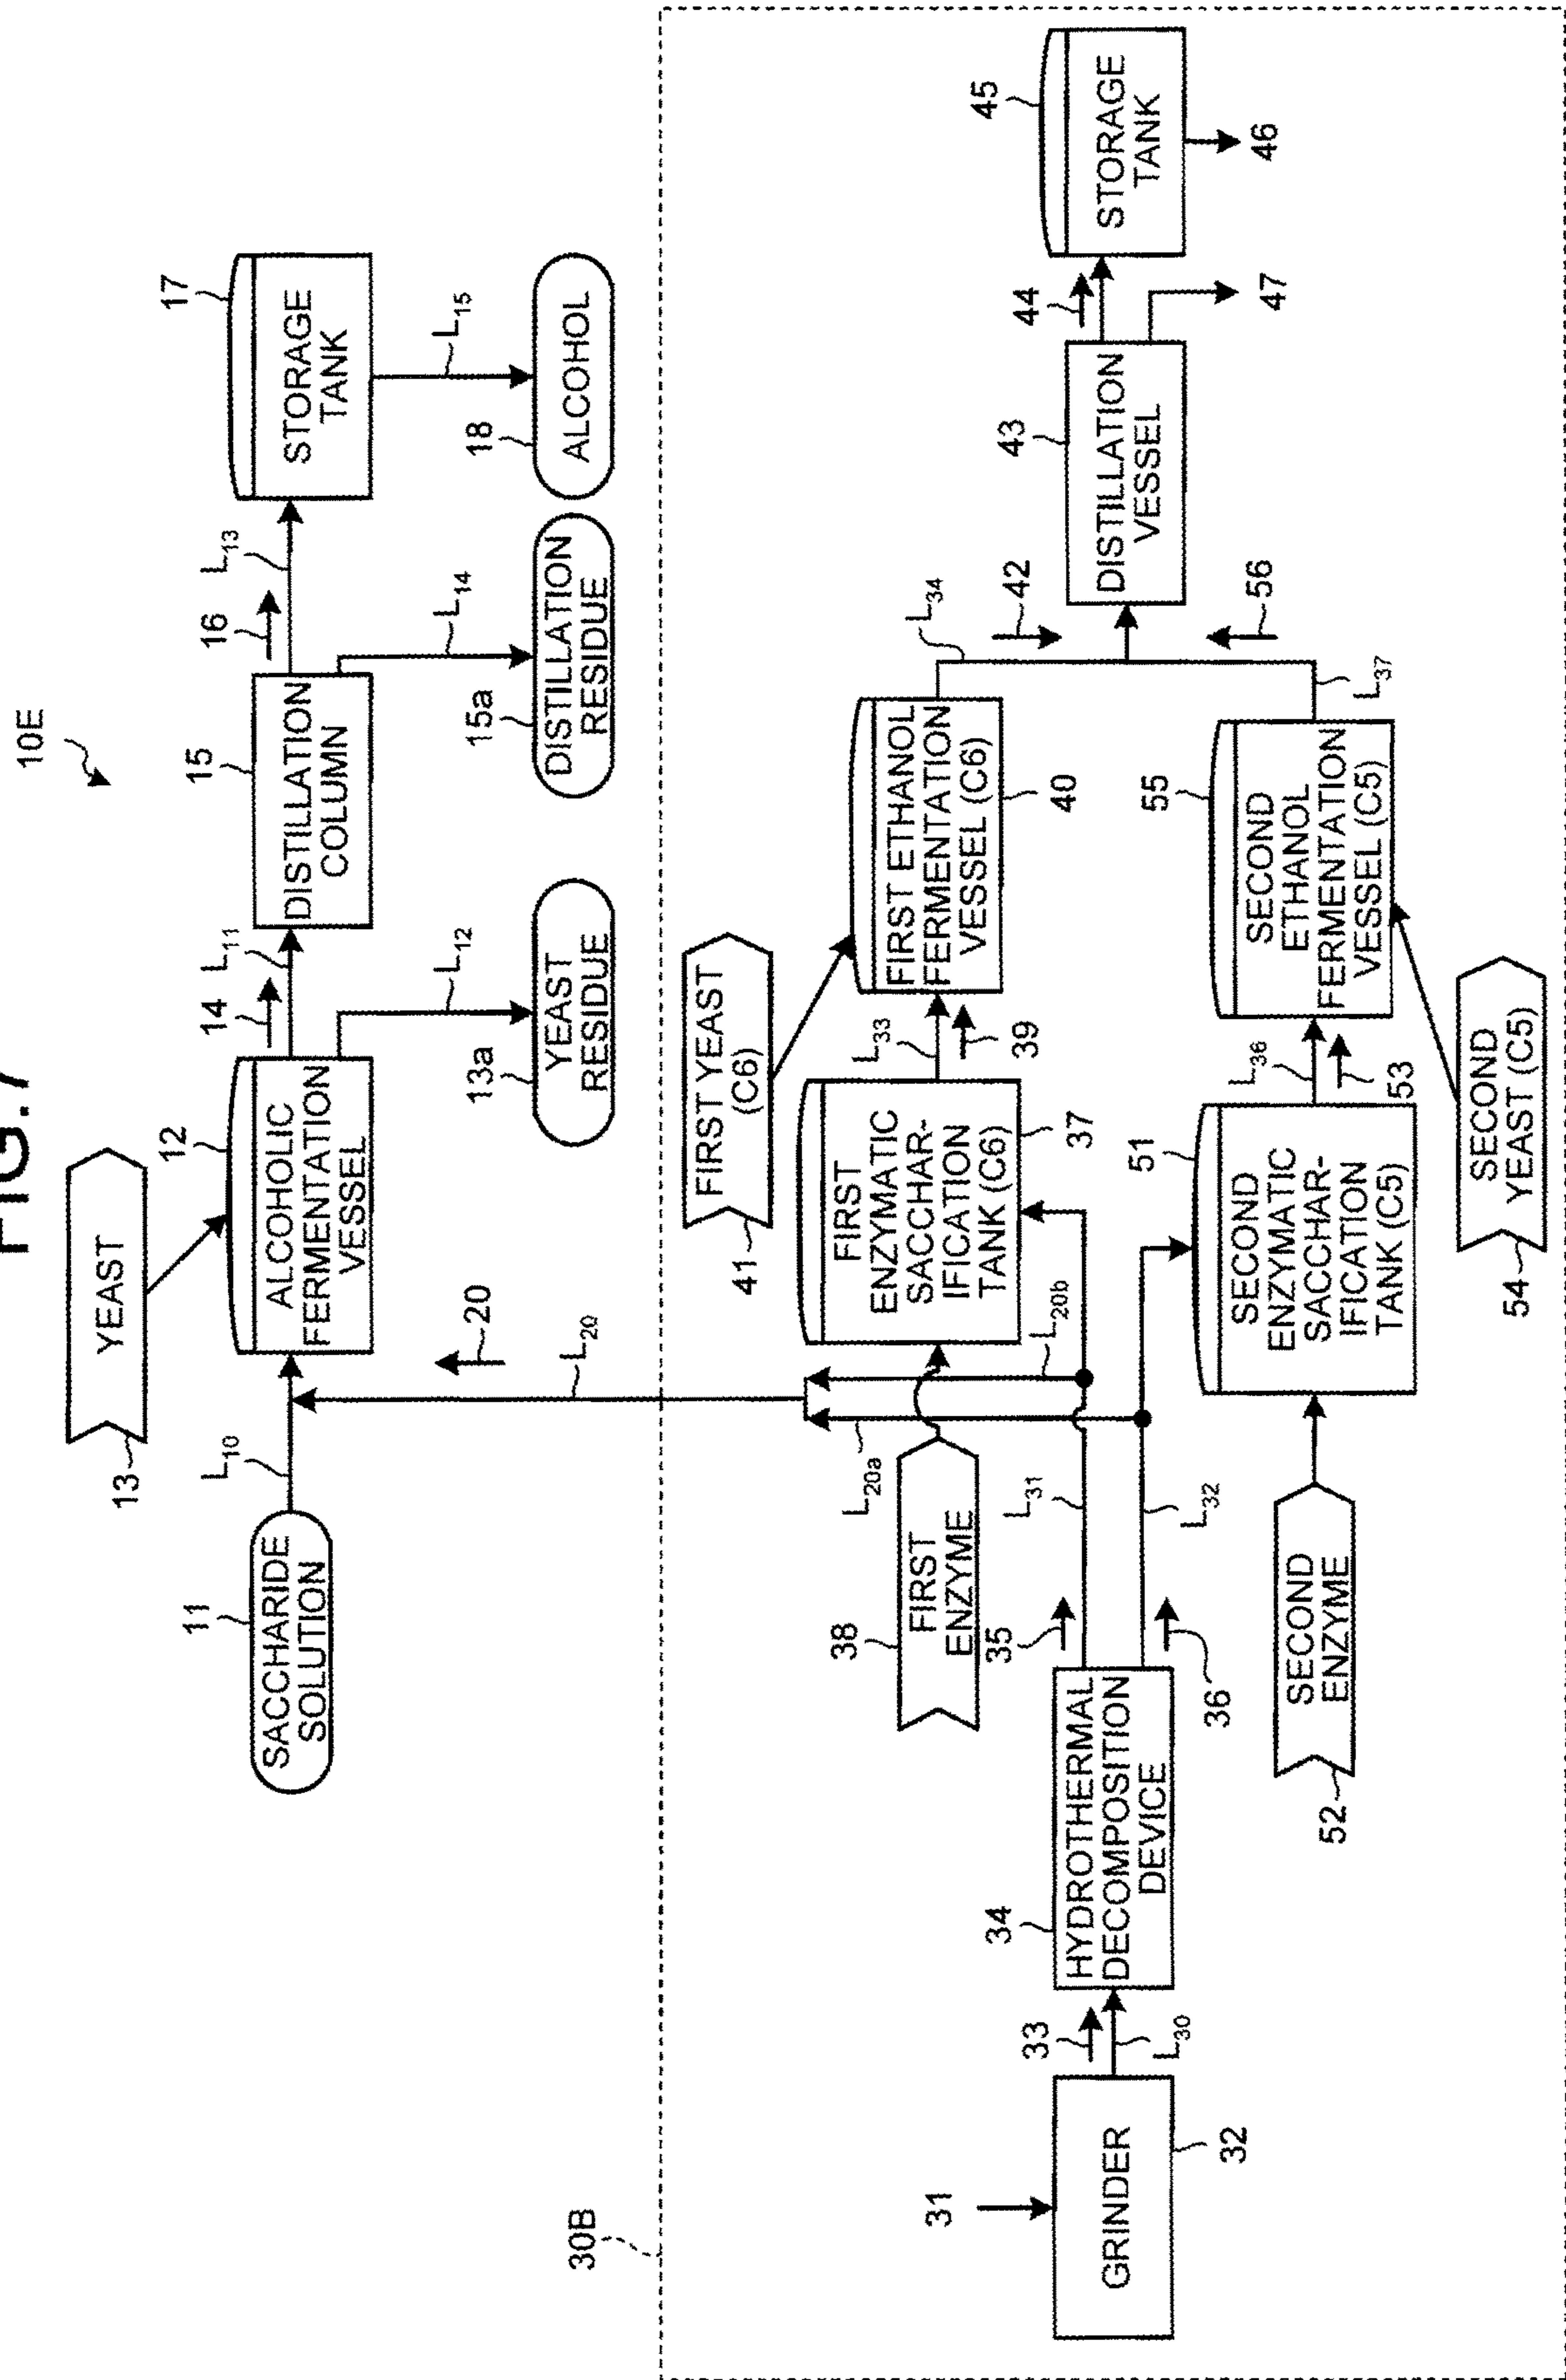 FIG.7
10E
YEAST
13
11
SACCHARIDE
SOLUTION
L10
12
ALCOHOLIC
FERMENTATION
VESSEL
14
L11
15
DISTILLATION
COLUMN
16
L13
17
STORAGE
TANK
20
L20
L12
13a
YEAST
RESIDUE
L14
15a
DISTILLATION
RESIDUE
L15
18
ALCOHOL
30B
31
GRINDER
32
33
L30
34
HYDROTHERMAL
DECOMPOSITION
DEVICE
35
36
L31
L32
L20a
L20b
38
FIRST
ENZYME
FIRST
ENZYMATIC
SACCHAR-
IFICATION
TANK (C6)
37
FIRST YEAST
(C6)
41
L33
39
FIRST ETHANOL
FERMENTATION
VESSEL (C6)
40
L34
42
43
DISTILLATION
VESSEL
44
47
45
STORAGE
TANK
46
SECOND
ENZYME
52
51
SECOND
ENZYMATIC
SACCHAR-
IFICATION
TANK (C5)
L36
53
55
SECOND
ETHANOL
FERMENTATION
VESSEL (C5)
SECOND
YEAST (C5)
54
L37
56